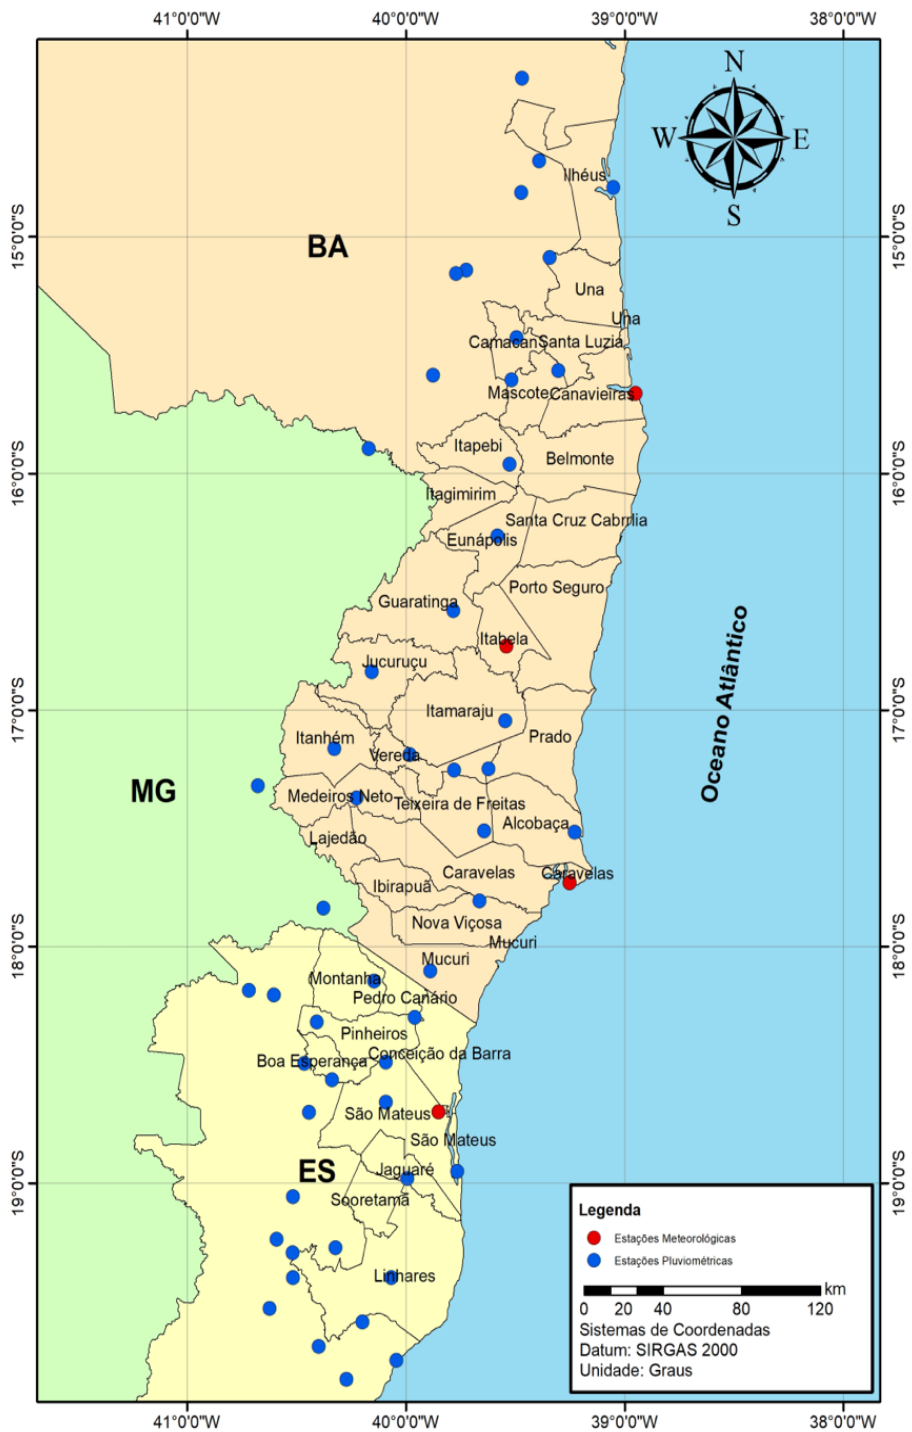 41°0'0"W 40°0'0"W 39°0'0"W 38°0'0"W
N
W E
S
Ilhéus
15°0'0"S 15°0'0"S
BA
Una
Una
Camacan Santa Luzia
Mascote Canavieiras
Itapebi
Belmonte
16°0'0"S 16°0'0"S
Itagimirim
Santa Cruz Cabrrlia
Eunápolis
Porto Seguro
Guaratinga
Itabela
Jucuruçu
Itamaraju
17°0'0"S 17°0'0"S
Oceano Atlântico
Itanhém
Prado
Vereda
MG
Medeiros Neto
Teixeira de Freitas
Alcobaça
Lajedão
Caravelas
Caravelas
Ibirapuã
Nova Viçosa
Mucuri
18°0'0"S 18°0'0"S
Mucuri
Montanha
Pedro Canário
Pinheiros
Conceição da Barra
Boa Esperança
São Mateus
São Mateus
Jaguaré
ES
19°0'0"S 19°0'0"S
Sooretama
Linhares
Legenda
Estações Meteorológicas
Estações Pluviométricas
km
0 20 40 80 120
Sistemas de Coordenadas
Datum: SIRGAS 2000
Unidade: Graus
41°0'0"W 40°0'0"W 39°0'0"W 38°0'0"W